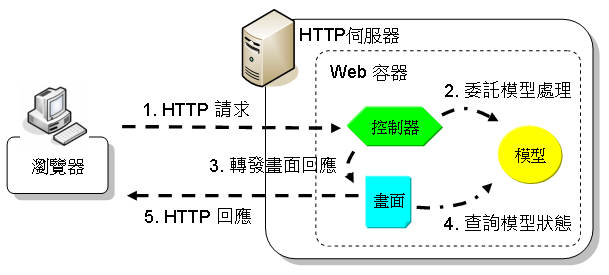 HTTP伺服器
Web 容器
1. HTTP 請求
2. 委託模型處理
控制器
模型
瀏覽器
3. 轉發畫面回應
畫面
5. HTTP 回應
4. 查詢模型狀態